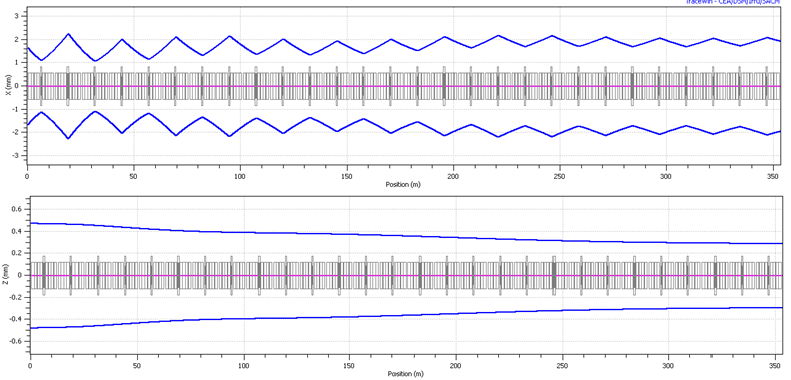 TraceWin - CEA/DSM/Irfu/SACM
3
2
1
0
-1
-2
-3
X (mm)
0 50 100 150 200 250 300 350
Position (m)
0.6
0.4
0.2
0
-0.2
-0.4
-0.6
Z (mm)
0 50 100 150 200 250 300 350
Position (m)